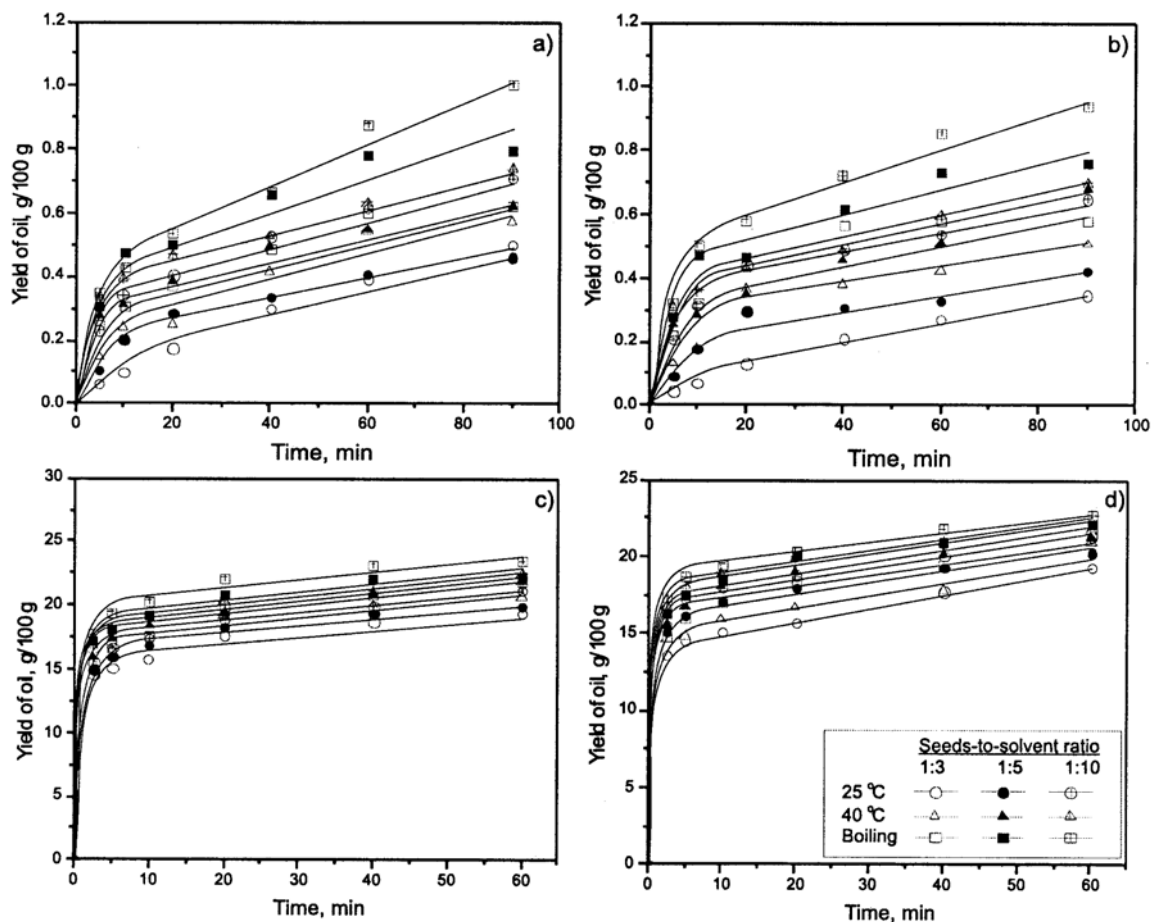 a)
1.2
1.0
0.8
0.6
0.4
0.2
0.0
Yield of oil, g/100 g
0 20 40 60 80 100
Time, min
b)
1.2
1.0
0.8
0.6
0.4
0.2
0.0
Yield of oil, g/100 g
0 20 40 60 80 100
Time, min
c)
30
25
20
15
10
5
0
Yield of oil, g/100 g
0 10 20 30 40 50 60
Time, min
d)
25
20
15
10
5
0
Yield of oil, g/100g
0 10 20 30 40 50 60
Time, min
Seeds-to-solvent ratio
1:3 1:5 1:10
25 °C
40 °C
Boiling